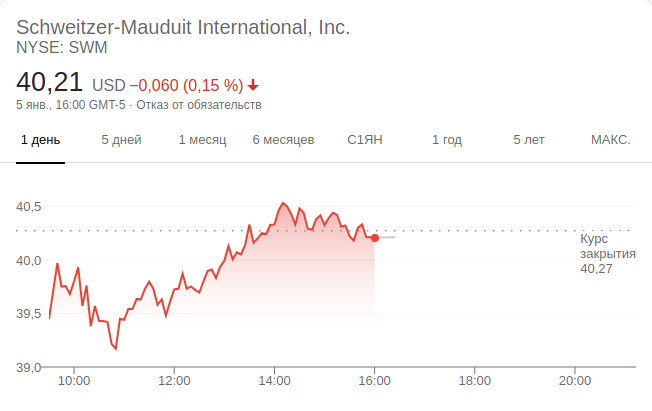 Schweitzer-Mauduit International, Inc.
NYSE: SWM
40,21 USD −0,060 (0,15 %)
5 янв., 16:00 GMT-5 · Отказ от обязательств
1 день 5 дней 1 месяц 6 месяцев С1ЯН 1 год 5 лет МАКС.
40,5
Курс
закрытия
40,27
40,0
39,5
39,0
10:00 12:00 14:00 16:00 18:00 20:00